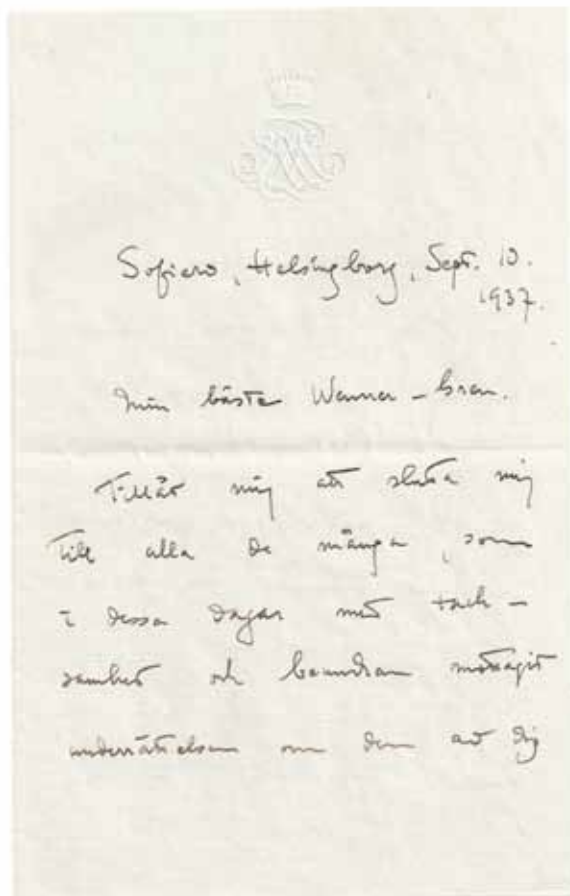 Sofiero, Helsingborg, Sept. 10.
1937.
Min bästa Wenner-Gren.
Tillåt mig att sluta mig
till alla de många, som
i dessa dagar med tack-
samhet och beundran mottagit
underrättelsen om den av dig